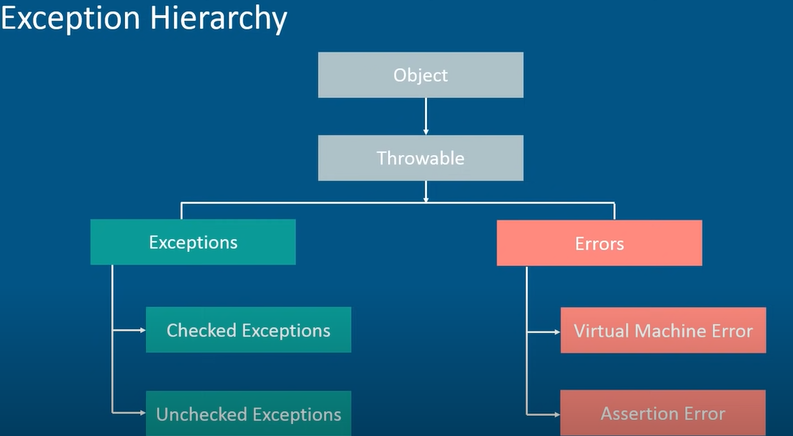 Exception Hierarchy
Object
Throwable
Exceptions
Errors
Checked Exceptions
Virtual Machine Error
Unchecked Exceptions
Assertion Error